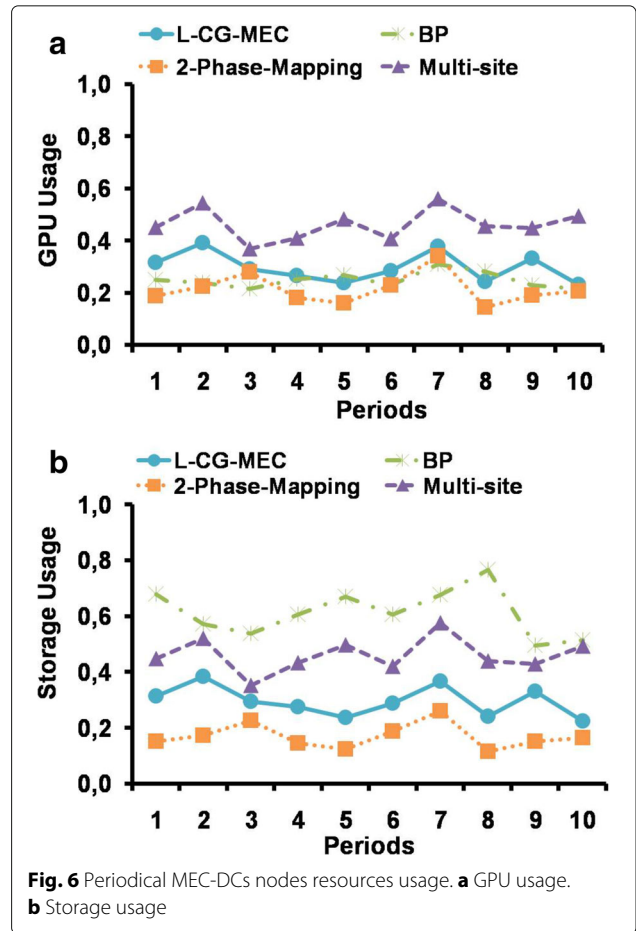 a
L-CG-MEC BP
2-Phase-Mapping Multi-site
1,0
0,8
0,6
0,4
0,2
0,0
GPU Usage
1 2 3 4 5 6 7 8 9 10
Periods
b
L-CG-MEC BP
2-Phase-Mapping Multi-site
1,0
0,8
0,6
0,4
0,2
0,0
Storage Usage
1 2 3 4 5 6 7 8 9 10
Periods
Fig. 6 Periodical MEC-DCs nodes resources usage. a GPU usage.
b Storage usage